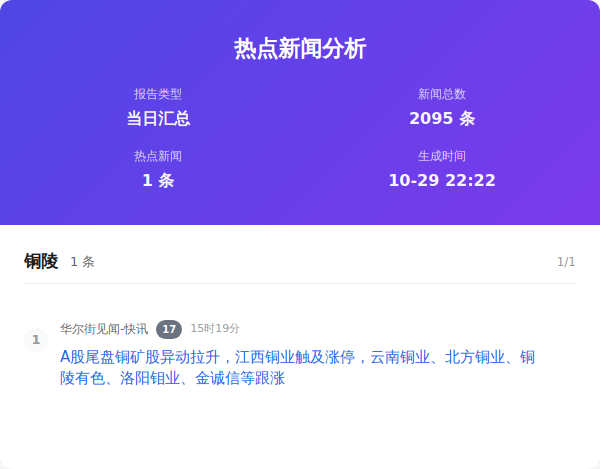 热点新闻分析
报告类型
当日汇总
新闻总数
2095 条
热点新闻
1 条
生成时间
10-29 22:22
铜陵 1 条 1/1
1 华尔街见闻-快讯 17 15时19分
A股尾盘铜矿股异动拉升，江西铜业触及涨停，云南铜业、北方铜业、铜
陵有色、洛阳钼业、金诚信等跟涨